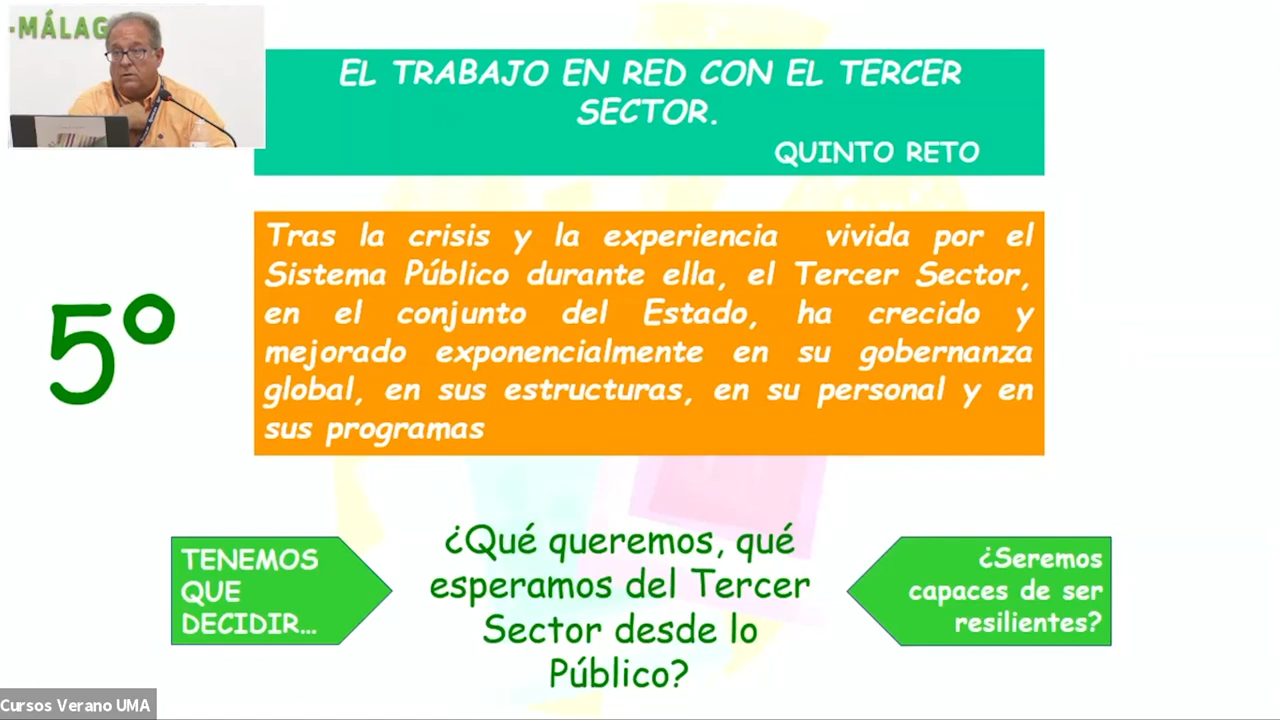 -MÁLAG
EL TRABAJO EN RED CON EL TERCER
SECTOR.
QUINTO RETO
5º
Tras la crisis y la experiencia vivida por el
Sistema Público durante ella, el Tercer Sector,
en el conjunto del Estado, ha crecido y
mejorado exponencialmente en su gobernanza
global, en sus estructuras, en su personal y en
sus programas
TENEMOS
QUE
DECIDIR...
¿Qué queremos, qué
esperamos del Tercer
Sector desde lo
Público?
¿Seremos
capaces de ser
resilientes?
Cursos Verano UMA